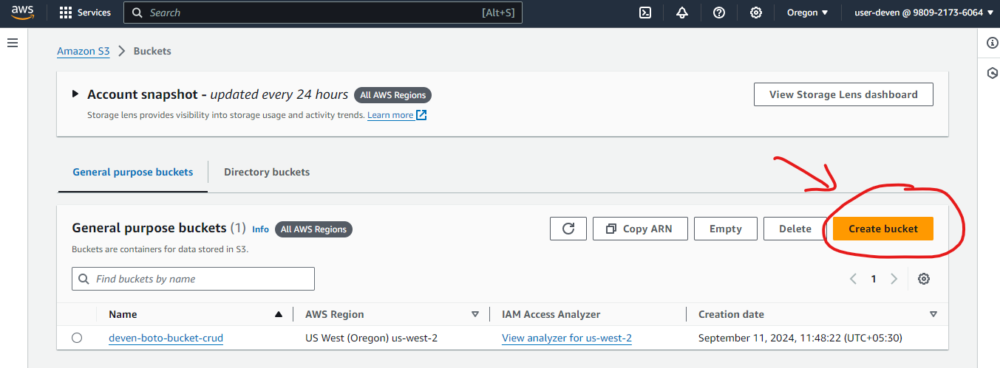 aws Services Search [Alt+S] Oregon user-deven @ 9809-2173-6064
Amazon S3 Buckets
Account snapshot - updated every 24 hours All AWS Regions View Storage Lens dashboard
Storage lens provides visibility into storage usage and activity trends. Learn more
General purpose buckets Directory buckets
General purpose buckets (1) Info All AWS Regions Copy ARN Empty Delete Create bucket
Buckets are containers for data stored in S3.
Find buckets by name 1
Name AWS Region IAM Access Analyzer Creation date
deven-boto-bucket-crud US West (Oregon) us-west-2 View analyzer for us-west-2 September 11, 2024, 11:48:22 (UTC+05:30)